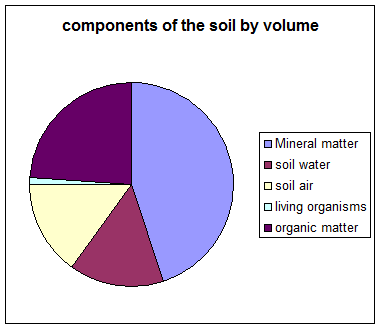 components of the soil by volume
Mineral matter
soil water
soil air
living organisms
organic matter